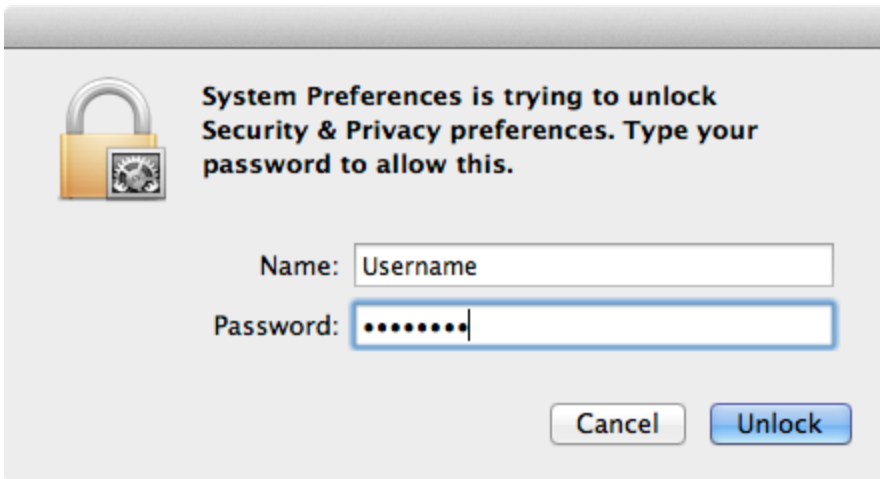 System Preferences is trying to unlock
Security & Privacy preferences. Type your
password to allow this.
Name: Username
Password: ••••••••
Cancel Unlock